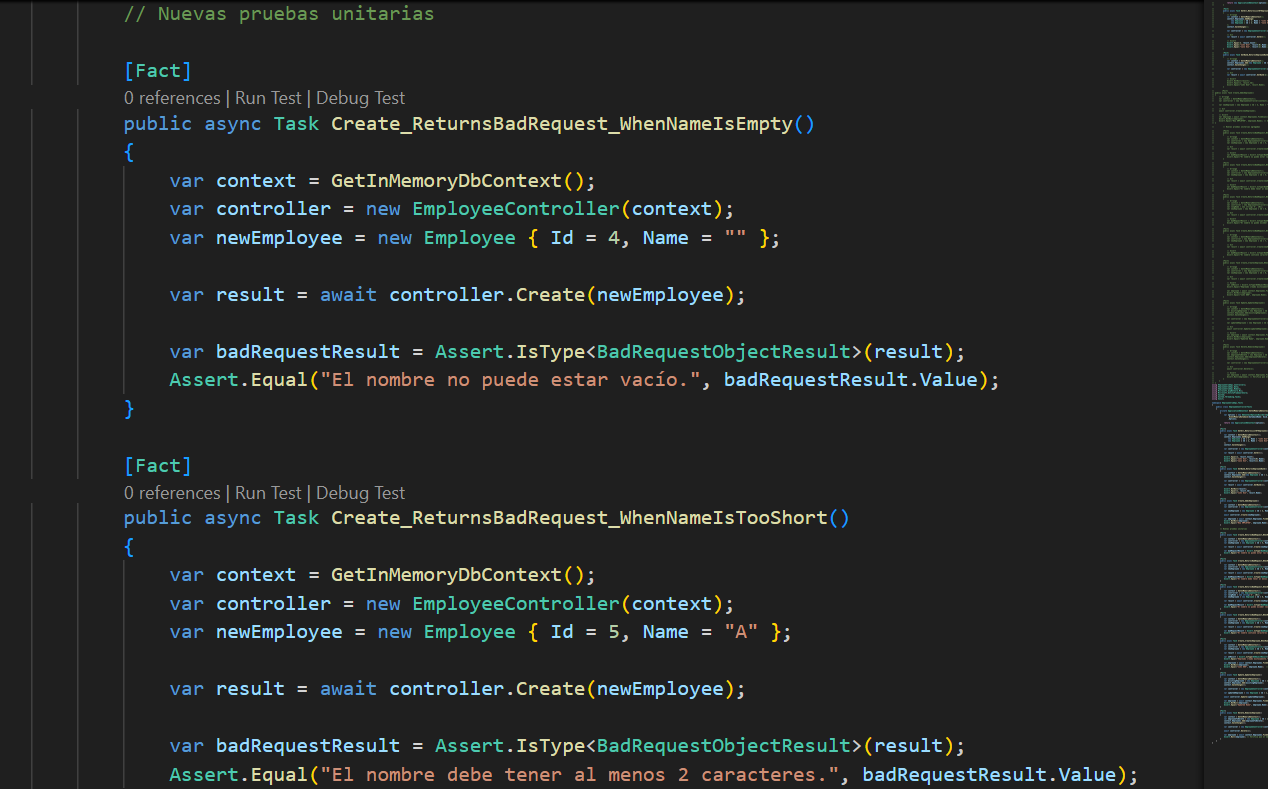 // Nuevas pruebas unitarias
[Fact]
0 references | Run Test | Debug Test
public async Task Create_ReturnsBadRequest_WhenNameIsEmpty()
{
var context = GetInMemoryDbContext();
var controller = new EmployeeController(context);
var newEmployee = new Employee { Id = 4, Name = "" };
var result = await controller.Create(newEmployee);
var badRequestResult = Assert.IsType<BadRequestObjectResult>(result);
Assert.Equal("El nombre no puede estar vacío.", badRequestResult.Value);
}
[Fact]
0 references | Run Test | Debug Test
public async Task Create_ReturnsBadRequest_WhenNameIsTooShort()
{
var context = GetInMemoryDbContext();
var controller = new EmployeeController(context);
var newEmployee = new Employee { Id = 5, Name = "A" };
var result = await controller.Create(newEmployee);
var badRequestResult = Assert.IsType<BadRequestObjectResult>(result);
Assert.Equal("El nombre debe tener al menos 2 caracteres.", badRequestResult.Value);